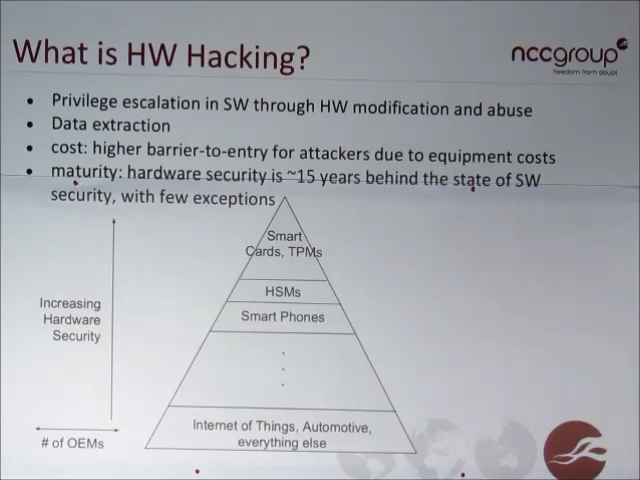 What is HW Hacking?
nccgroup
freedom from doubt
• Privilege escalation in SW through HW modification and abuse
• Data extraction
• cost: higher barrier-to-entry for attackers due to equipment costs
• maturity: hardware security is ~15 years behind the state of SW
security, with few exceptions
Smart
Cards, TPMs
HSMs
Smart Phones
.
.
.
Internet of Things, Automotive,
everything else
Increasing
Hardware
Security
# of OEMs